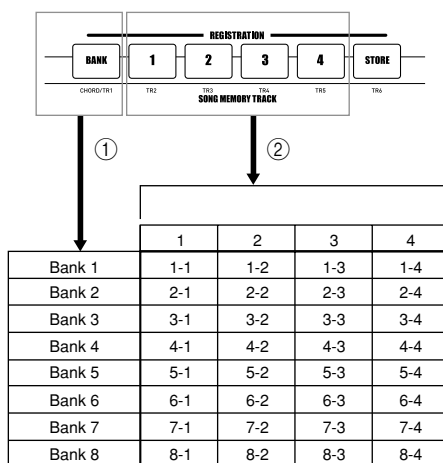 REGISTRATION
BANK 1 2 3 4 STORE
CHORD/TR1 TR2 TR3 TR4 TR5 TR6
SONG MEMORY TRACK
① ②
1 2 3 4
Bank 1 1-1 1-2 1-3 1-4
Bank 2 2-1 2-2 2-3 2-4
Bank 3 3-1 3-2 3-3 3-4
Bank 4 4-1 4-2 4-3 4-4
Bank 5 5-1 5-2 5-3 5-4
Bank 6 6-1 6-2 6-3 6-4
Bank 7 7-1 7-2 7-3 7-4
Bank 8 8-1 8-2 8-3 8-4